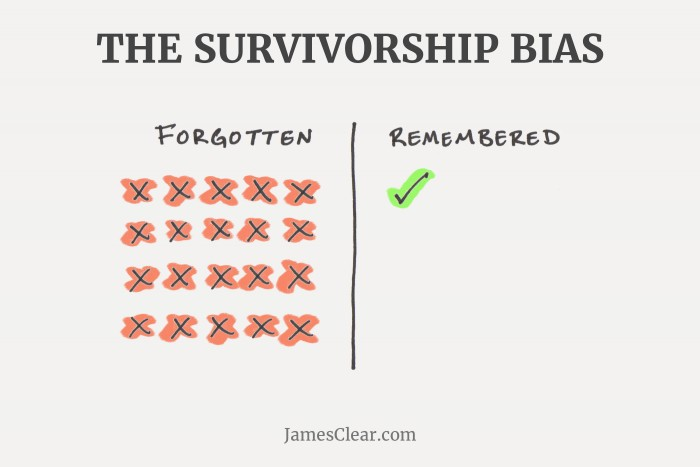 THE SURVIVORSHIP BIAS
FORGOTTEN
REMEMBERED
X X X X X
X X X X X
X X X X X
X X X X X
JamesClear.com